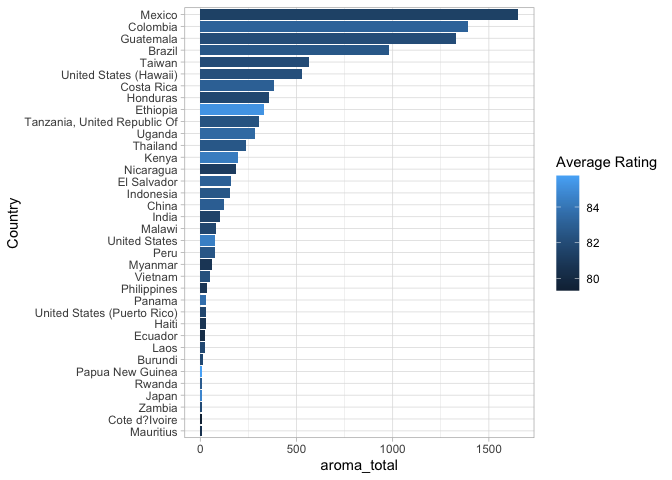 Mexico
Colombia
Guatemala
Brazil
Taiwan
United States (Hawaii)
Costa Rica
Honduras
Ethiopia
Tanzania, United Republic Of
Uganda
Thailand
Kenya
Nicaragua
El Salvador
Indonesia
China
India
Malawi
United States
Peru
Myanmar
Vietnam
Philippines
Panama
United States (Puerto Rico)
Haiti
Ecuador
Laos
Burundi
Papua New Guinea
Rwanda
Japan
Zambia
Cote d?Ivoire
Mauritius
Country
0 500 1000 1500
aroma_total
Average Rating
84
82
80